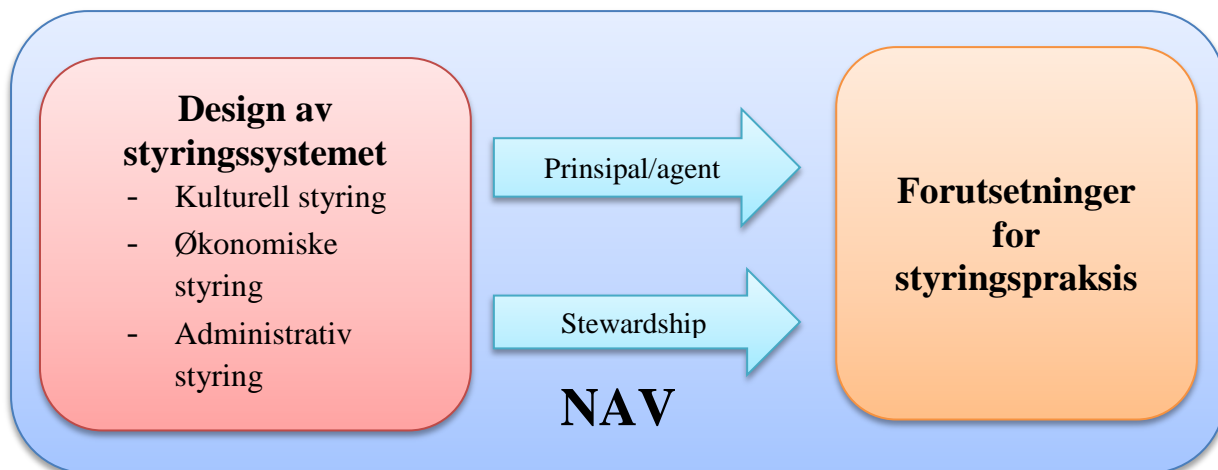 Design av
styringssystemet
- Kulturell styring
- Økonomiske
styring
- Administrativ
styring
Prinsipal/agent
Stewardship
NAV
Forutsetninger
for
styringspraksis